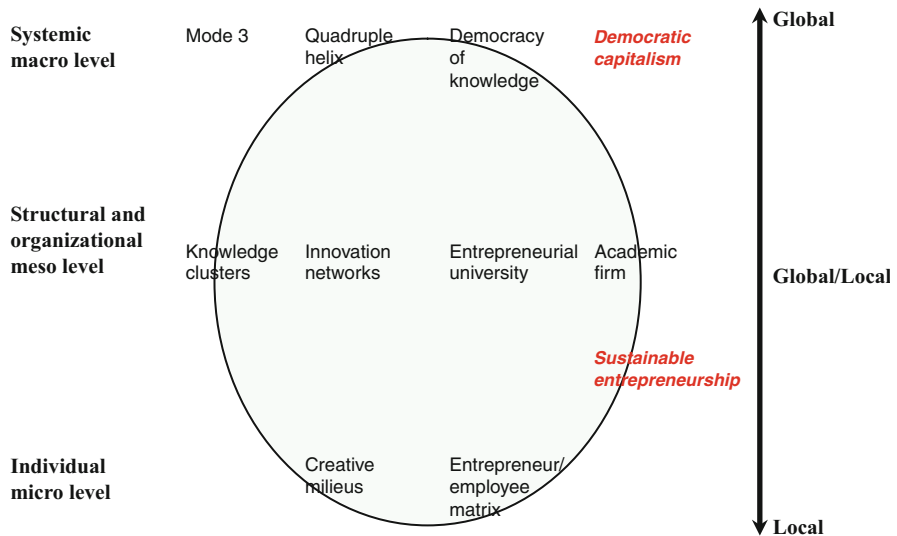 Systemic
macro level
Mode 3
Quadruple
helix
Democracy
of
knowledge
Democratic
capitalism
Global
Structural and
organizational
meso level
Knowledge
clusters
Innovation
networks
Entrepreneurial
university
Academic
firm
Global/Local
Sustainable
entrepreneurship
Individual
micro level
Creative
milieus
Entrepreneur/
employee
matrix
Local